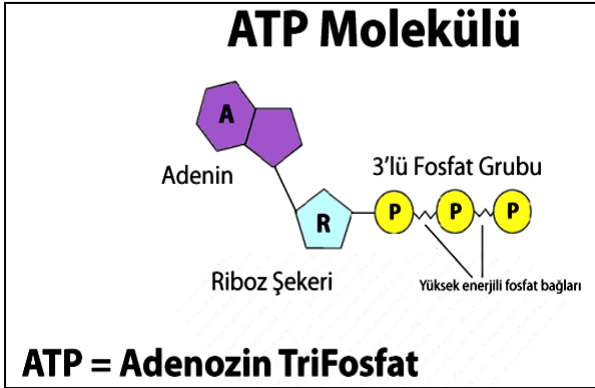 ATP Molekülü
A
Adenin
3'lü Fosfat Grubu
R
P P P
Riboz Şekeri
Yüksek enerjili fosfat bağları
ATP = Adenozin TriFosfat